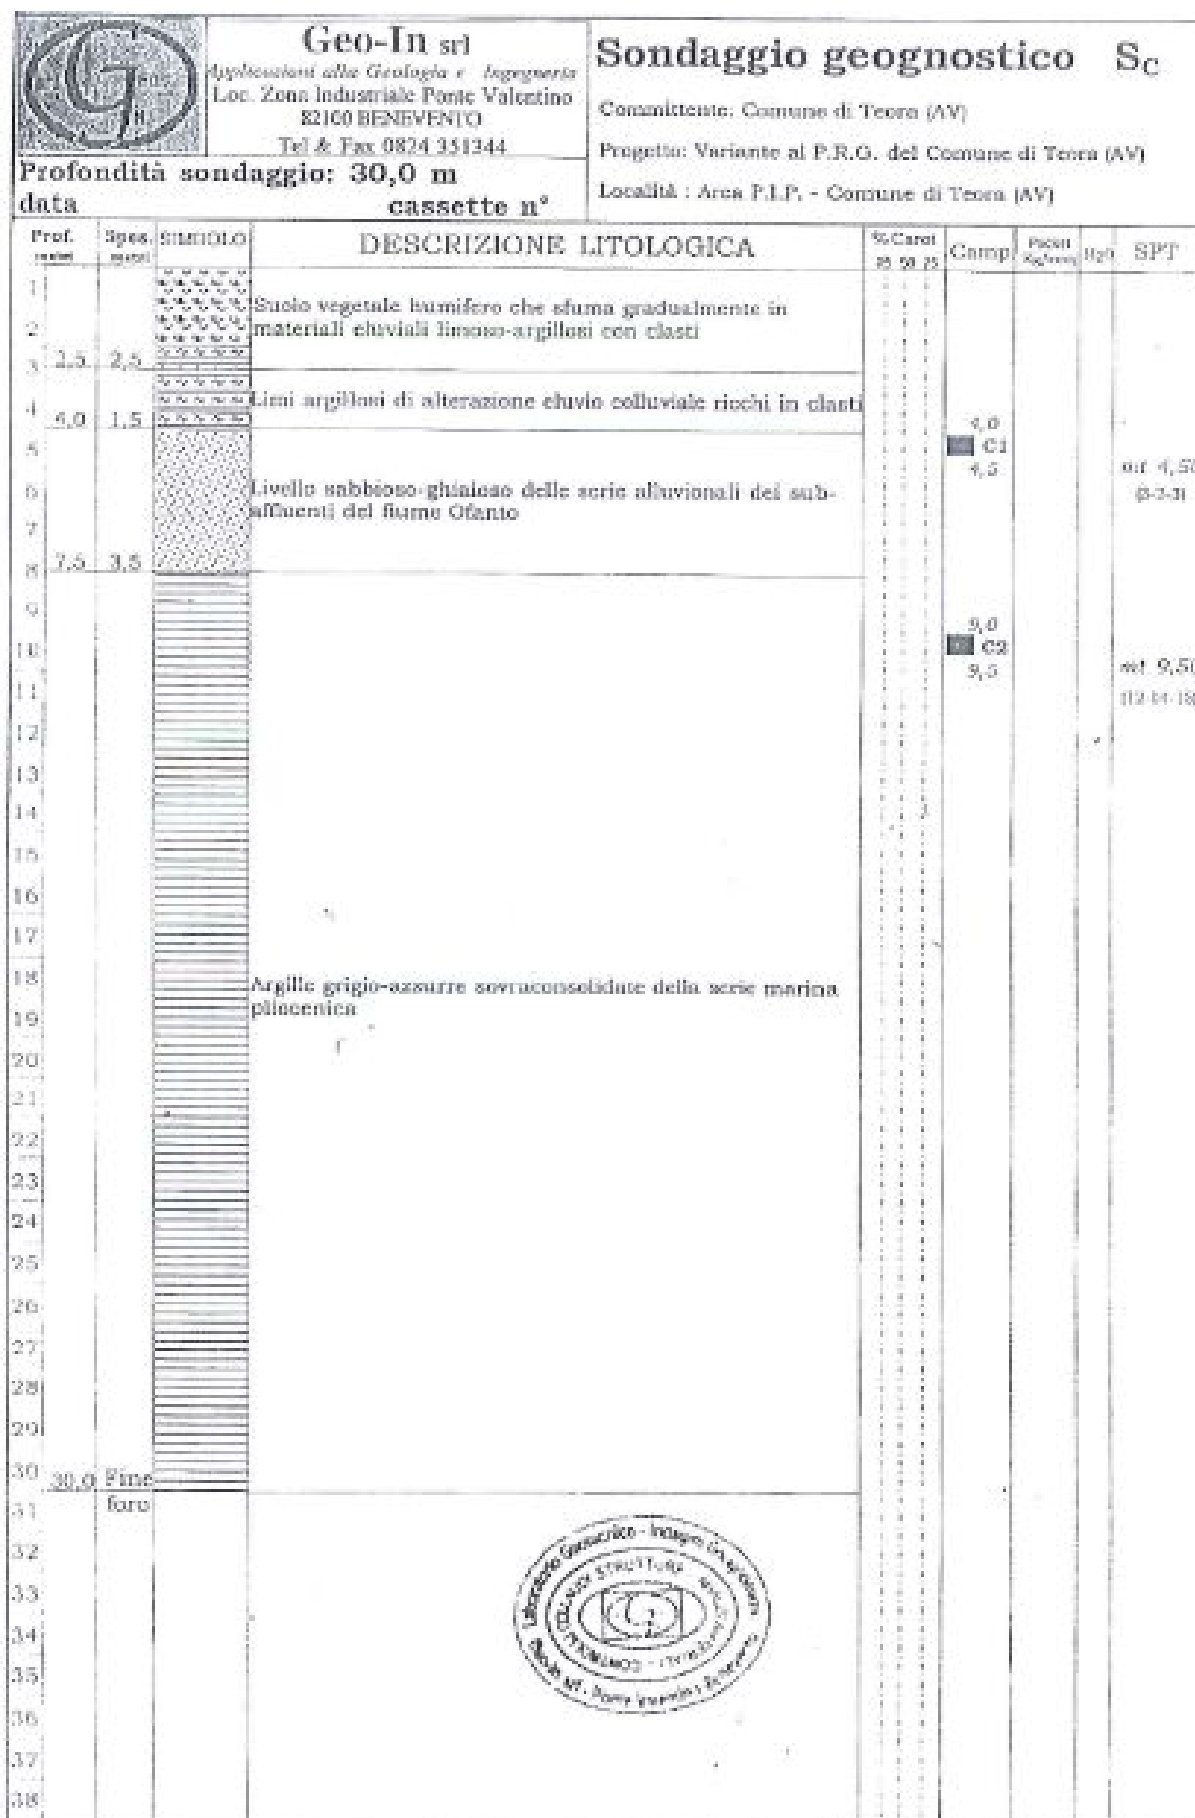 Geo-In srl
Applicazioni alla Geologia e Ingegneria
Loc. Zona Industriale Ponte Valentino
82100 BENEVENTO
Tel & Fax 0824 351344
Profondità sondaggio: 30,0 m
data cassette n°
Sondaggio geognostico Sc
Committente: Comune di Teora (AV)
Progetto: Variante al P.R.G. del Comune di Teora (AV)
Località : Area P.I.P. - Comune di Teora (AV)
Prof. Spes. SIMBOLO DESCRIZIONE LITOLOGICA % Carot Camp H20 SPT
metri metri 25 50 75
1
Suolo vegetale humifero che sfuma gradualmente in
2 materiali eluviali limoso-argillosi con clasti
3 2,5 2,5
Limi argillosi di alterazione eluvio colluviale ricchi in clasti
4 4,0 1,5
4,0
5 C1
4,5 mt 4,50
6 Livello sabbioso-ghiaioso delle serie alluvionali dei sub-
affluenti del fiume Ofanto
7
8 7,5 3,5
9
9,0
10 C2
9,5 mt 9,50
11
12
13
14
15
16
17
18 Argille grigio-azzurre sovraconsolidate della serie marina
pliocenica
19
20
21
22
23
24
25
26
27
28
29
30 30,0 Fine
31 foro
32
33
34
35
36
37
38